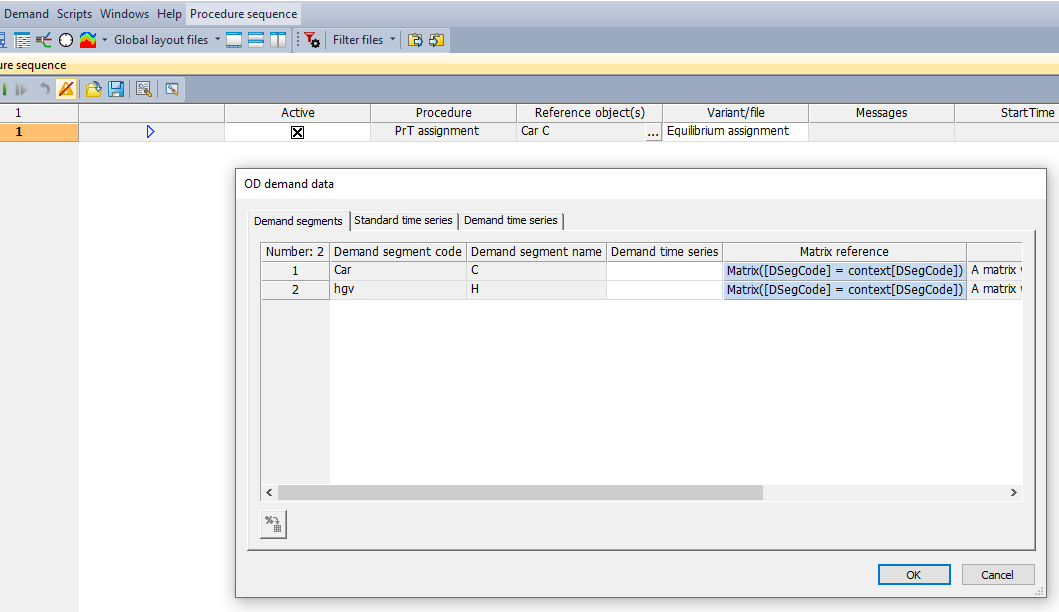 Demand Scripts Windows Help Procedure sequence
Global layout files Filter files
ure sequence
1 Active Procedure Reference object(s) Variant/file Messages StartTime
1 PrT assignment Car C ... Equilibrium assignment
OD demand data
Demand segments Standard time series Demand time series
Number: 2 Demand segment code Demand segment name Demand time series Matrix reference
1 Car C Matrix([DSegCode] = context[DSegCode]) A matrix
2 hgv H Matrix([DSegCode] = context[DSegCode]) A matrix
OK Cancel